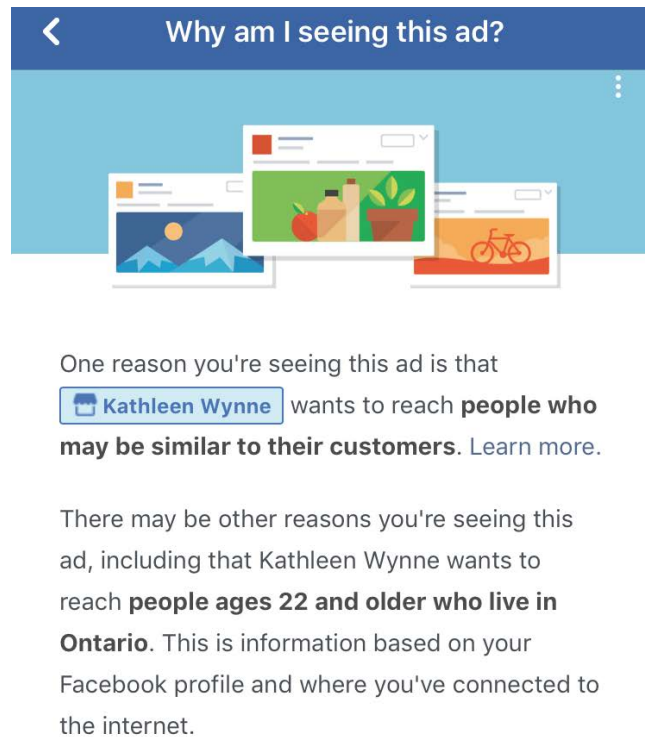 Why am I seeing this ad?
One reason you're seeing this ad is that
Kathleen Wynne wants to reach people who
may be similar to their customers. Learn more.
There may be other reasons you're seeing this
ad, including that Kathleen Wynne wants to
reach people ages 22 and older who live in
Ontario. This is information based on your
Facebook profile and where you've connected to
the internet.